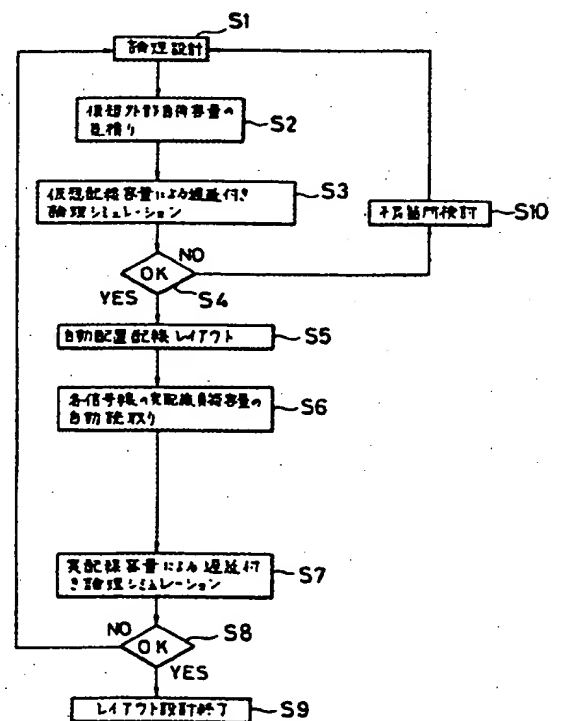 S1
論理設計
仮想外部負荷容量の
見積り
S2
仮想配線容量による遅延付き
論理シミュレーション
S3
不良箇所検討
S10
NO
OK
YES
S4
自動配置配線レイアウト
S5
各信号線の実配線負荷容量の
自動読取り
S6
実配線容量による遅延付
き論理シミュレーション
S7
NO
OK
S8
YES
レイアウト設計終了
S9